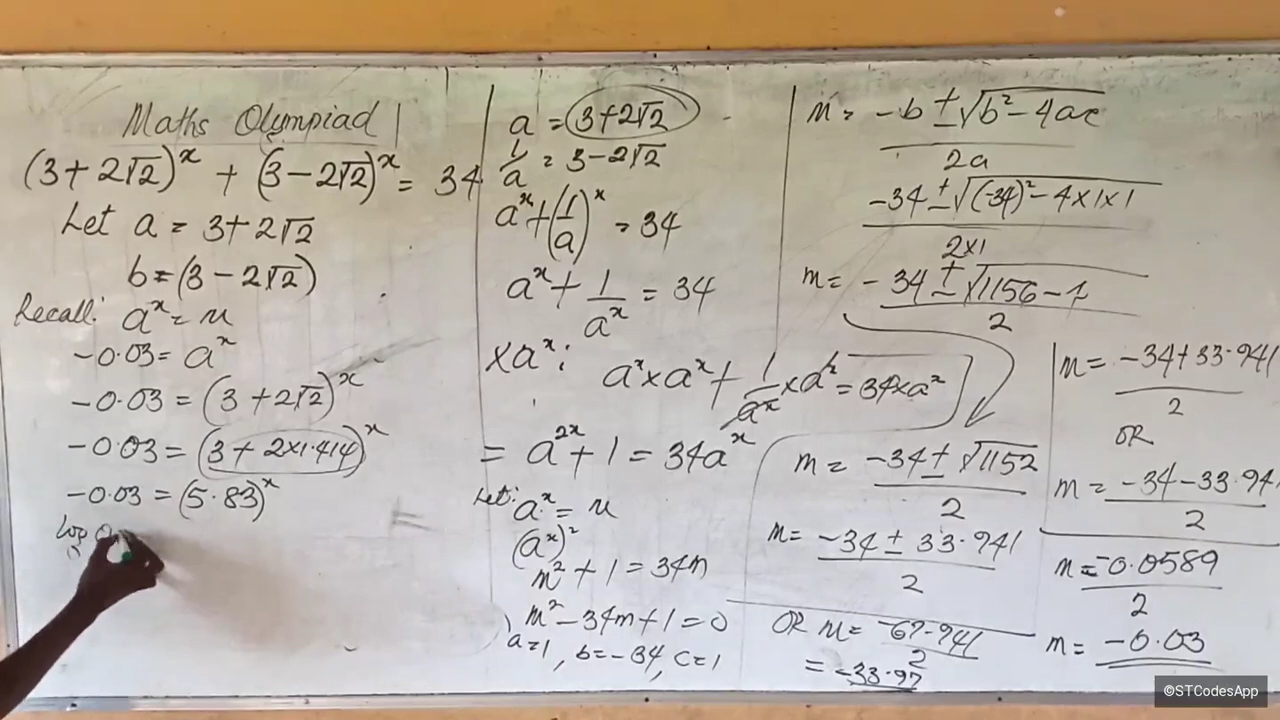 Maths Olympiad
(3+2√2)^x + (3-2√2)^x = 34
Let a = 3+2√2
b = (3-2√2)
Recall: a^x = m
-0.03 = a^x
-0.03 = (3+2√2)^x
-0.03 = (3+2×1.414)^x
-0.03 = (5.83)^x
log
a = 3+2√2
1/a = 3-2√2
a^x + (1/a)^x = 34
a^x + 1/a^x = 34
×a^x: a^x × a^x + 1/a^x × a^x = 34×a^x
= a^2x + 1 = 34a^x
Let: a^x = m
(a^x)^2
m^2 + 1 = 34m
m^2 - 34m + 1 = 0
a=1, b=-34, c=1
m = -b ± √b^2-4ac / 2a
-34 ± √(-34)^2-4×1×1 / 2×1
m = -34 ± √1156-4 / 2
m = -34 ± √1152 / 2
m = -34 ± 33.941 / 2
OR m = -67.941 / 2
= -33.97
m = -34+33.941 / 2
OR
m = -34-33.94 / 2
m = -0.0589 / 2
m = -0.03
©STCodesApp